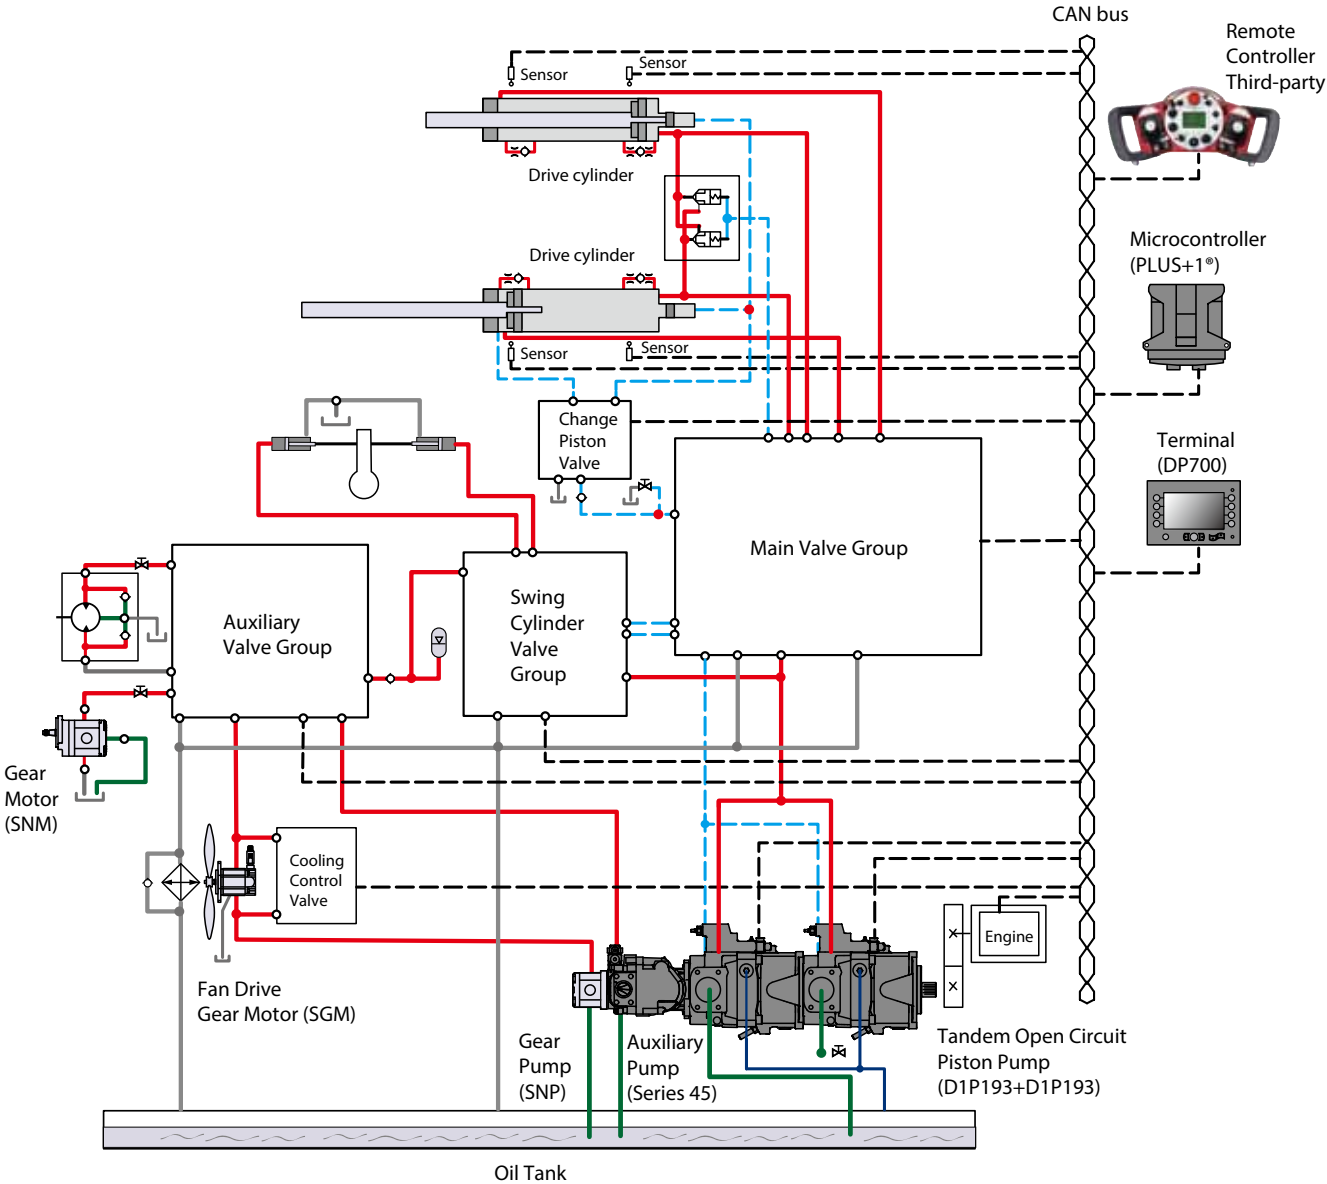 CAN bus
Remote
Controller
Third-party
Sensor
Sensor
Drive cylinder
Microcontroller
(PLUS+1®)
Drive cylinder
Sensor
Sensor
Change
Piston
Valve
Terminal
(DP700)
Main Valve Group
Auxiliary
Valve Group
Swing
Cylinder
Valve
Group
Gear
Motor
(SNM)
Cooling
Control
Valve
Engine
Fan Drive
Gear Motor (SGM)
Gear
Pump
(SNP)
Auxiliary
Pump
(Series 45)
Tandem Open Circuit
Piston Pump
(D1P193+D1P193)
Oil Tank